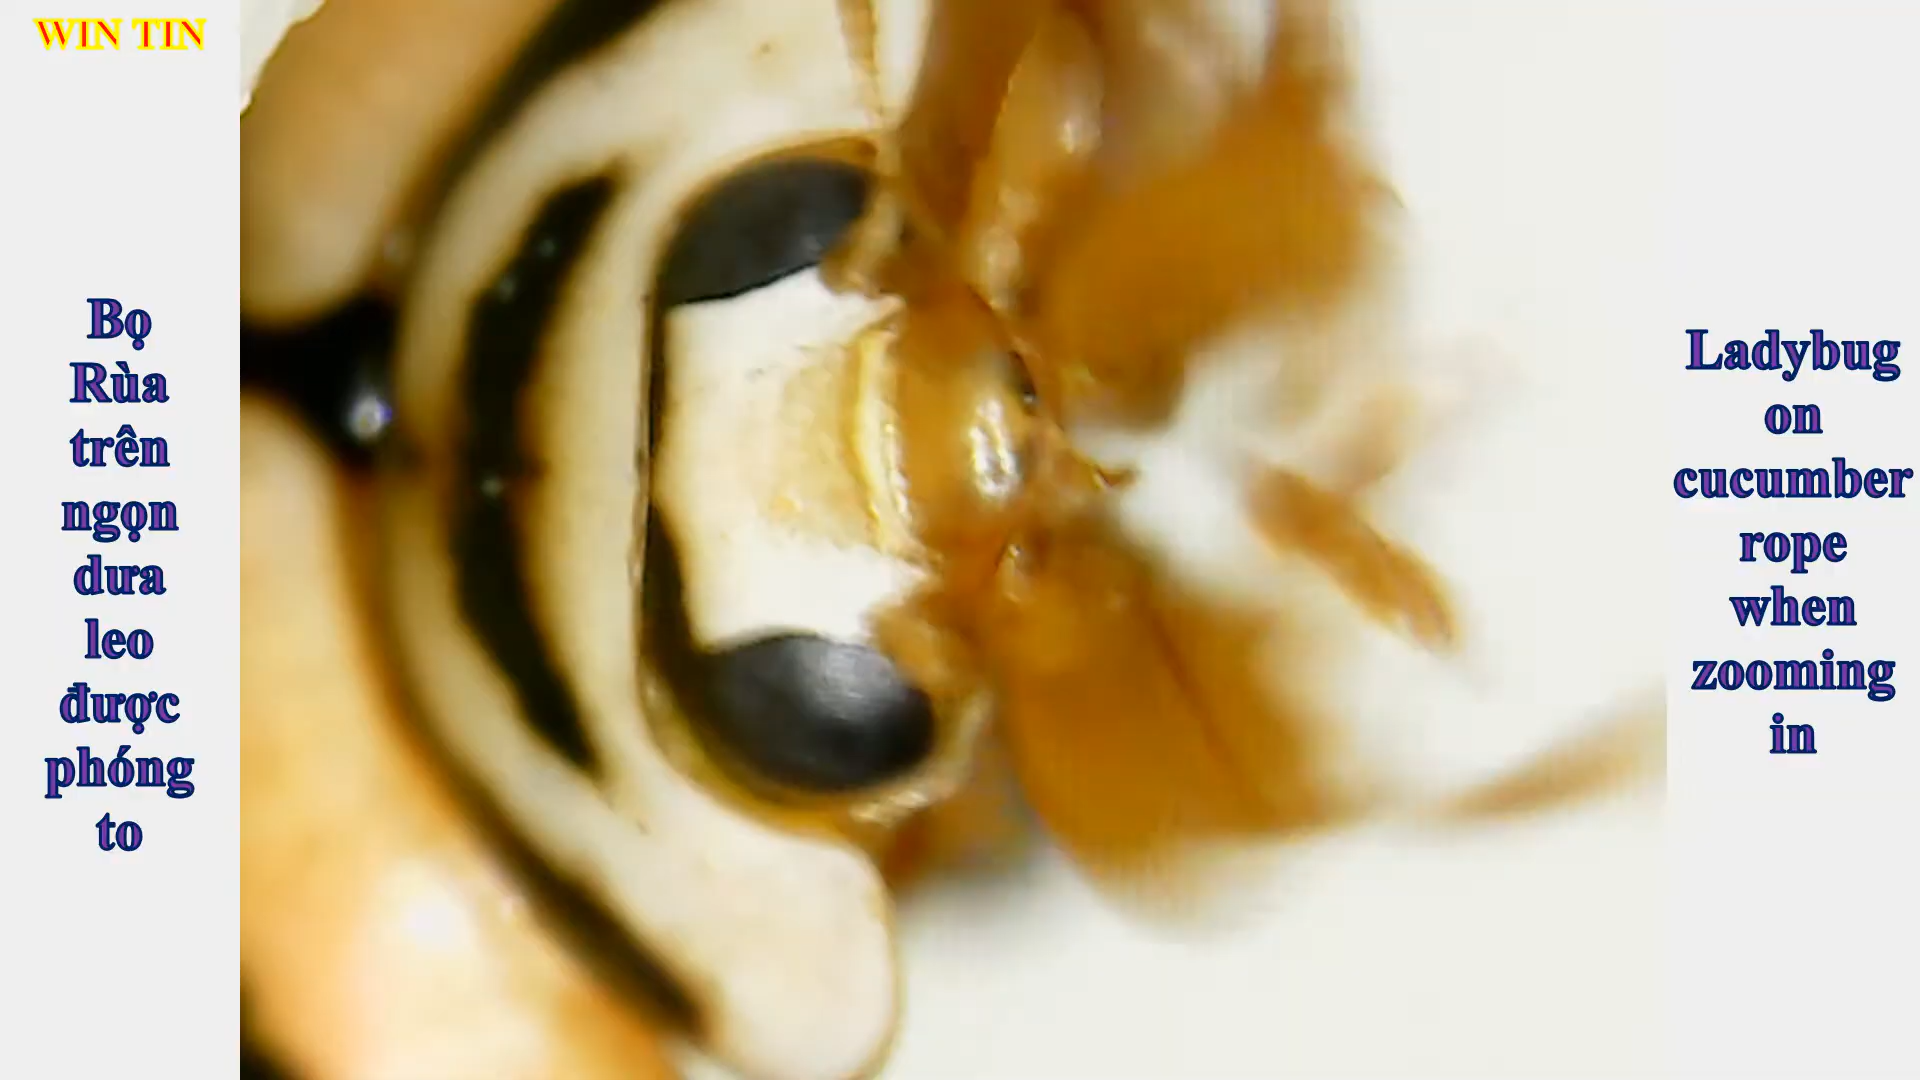 WIN TIN
Bọ
Rùa
trên
ngọn
dưa
leo
được
phóng
to
Ladybug
on
cucumber
rope
when
zooming
in